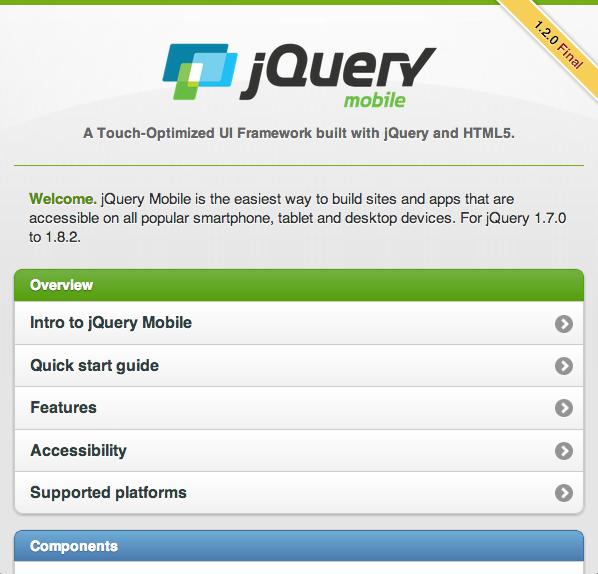 1.2.0 Final
jQuery
mobile
A Touch-Optimized UI Framework built with jQuery and HTML5.
Welcome. jQuery Mobile is the easiest way to build sites and apps that are
accessible on all popular smartphone, tablet and desktop devices. For jQuery 1.7.0
to 1.8.2.
Overview
Intro to jQuery Mobile
Quick start guide
Features
Accessibility
Supported platforms
Components